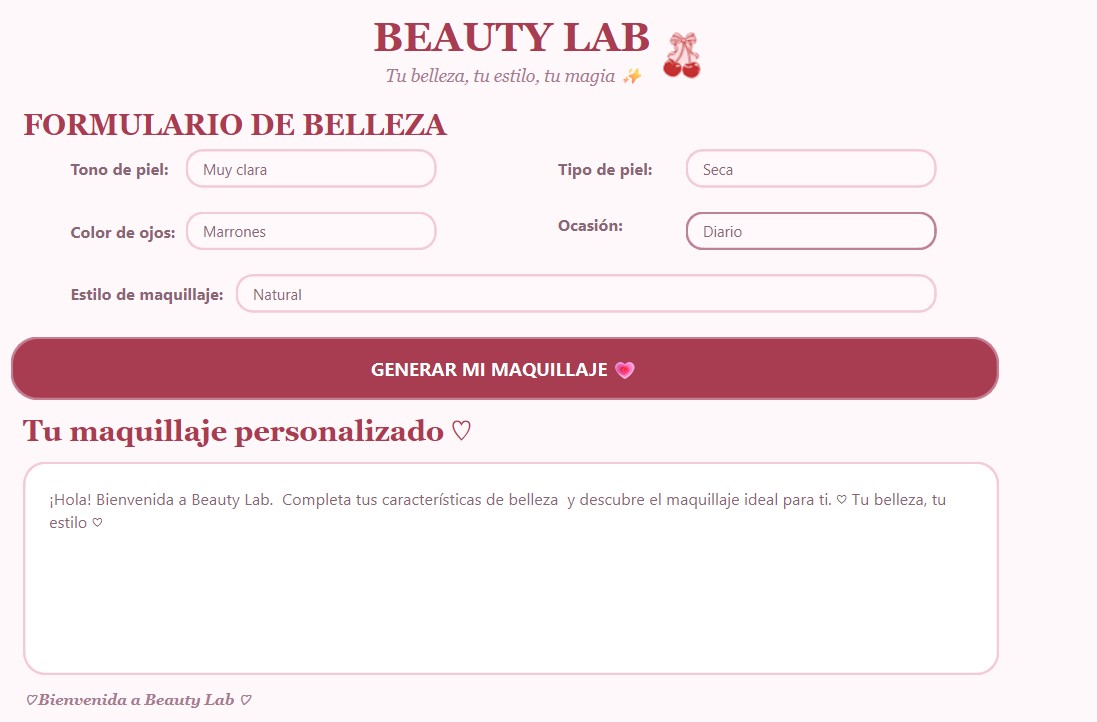 BEAUTY LAB
Tu belleza, tu estilo, tu magia ✨
FORMULARIO DE BELLEZA
Tono de piel: Muy clara
Tipo de piel: Seca
Color de ojos: Marrones
Ocasión: Diario
Estilo de maquillaje: Natural
GENERAR MI MAQUILLAJE 💗
Tu maquillaje personalizado ♡
¡Hola! Bienvenida a Beauty Lab.  Completa tus características de belleza  y descubre el maquillaje ideal para ti. ♡ Tu belleza, tu
estilo ♡
♡Bienvenida a Beauty Lab ♡